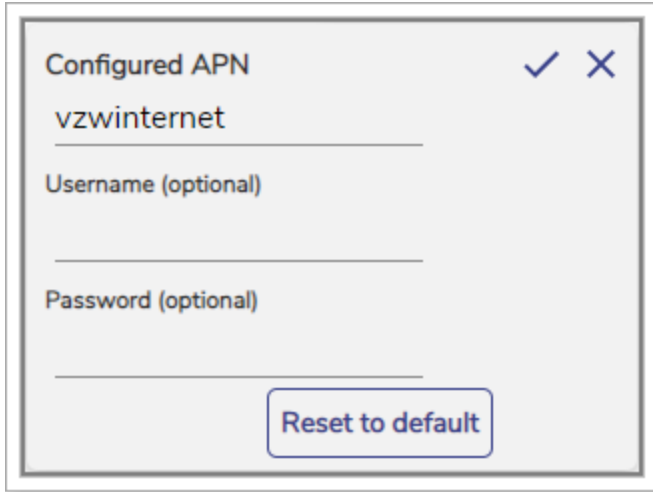 Configured APN
vzwinternet
Username (optional)
Password (optional)
Reset to default